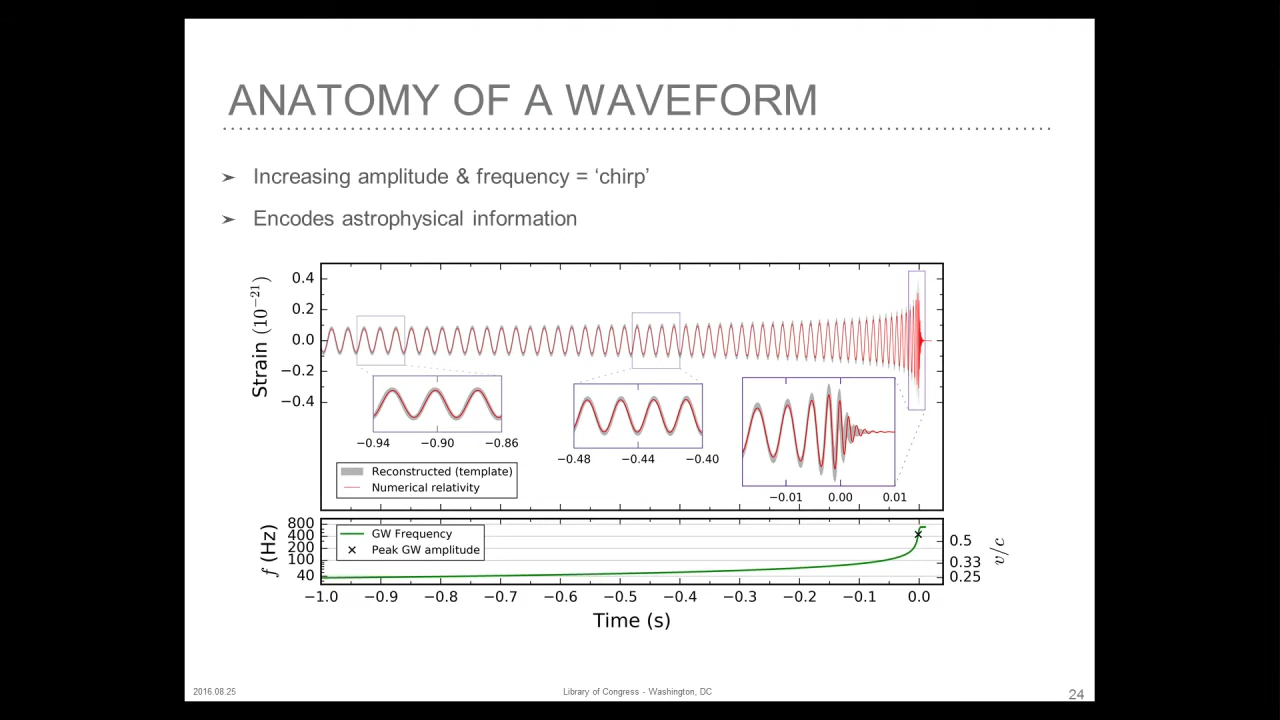 ANATOMY OF A WAVEFORM
➤ Increasing amplitude & frequency = ‘chirp’
➤ Encodes astrophysical information
Strain (10⁻²¹)
0.4
0.2
0.0
−0.2
−0.4
−0.94 −0.90 −0.86
−0.48 −0.44 −0.40
−0.01 0.00 0.01
Reconstructed (template)
Numerical relativity
f (Hz)
800
400
200
100
40
GW Frequency
Peak GW amplitude
0.5
0.33
0.25
v/c
−1.0 −0.9 −0.8 −0.7 −0.6 −0.5 −0.4 −0.3 −0.2 −0.1 0.0
Time (s)
2016.08.25 Library of Congress - Washington, DC 24